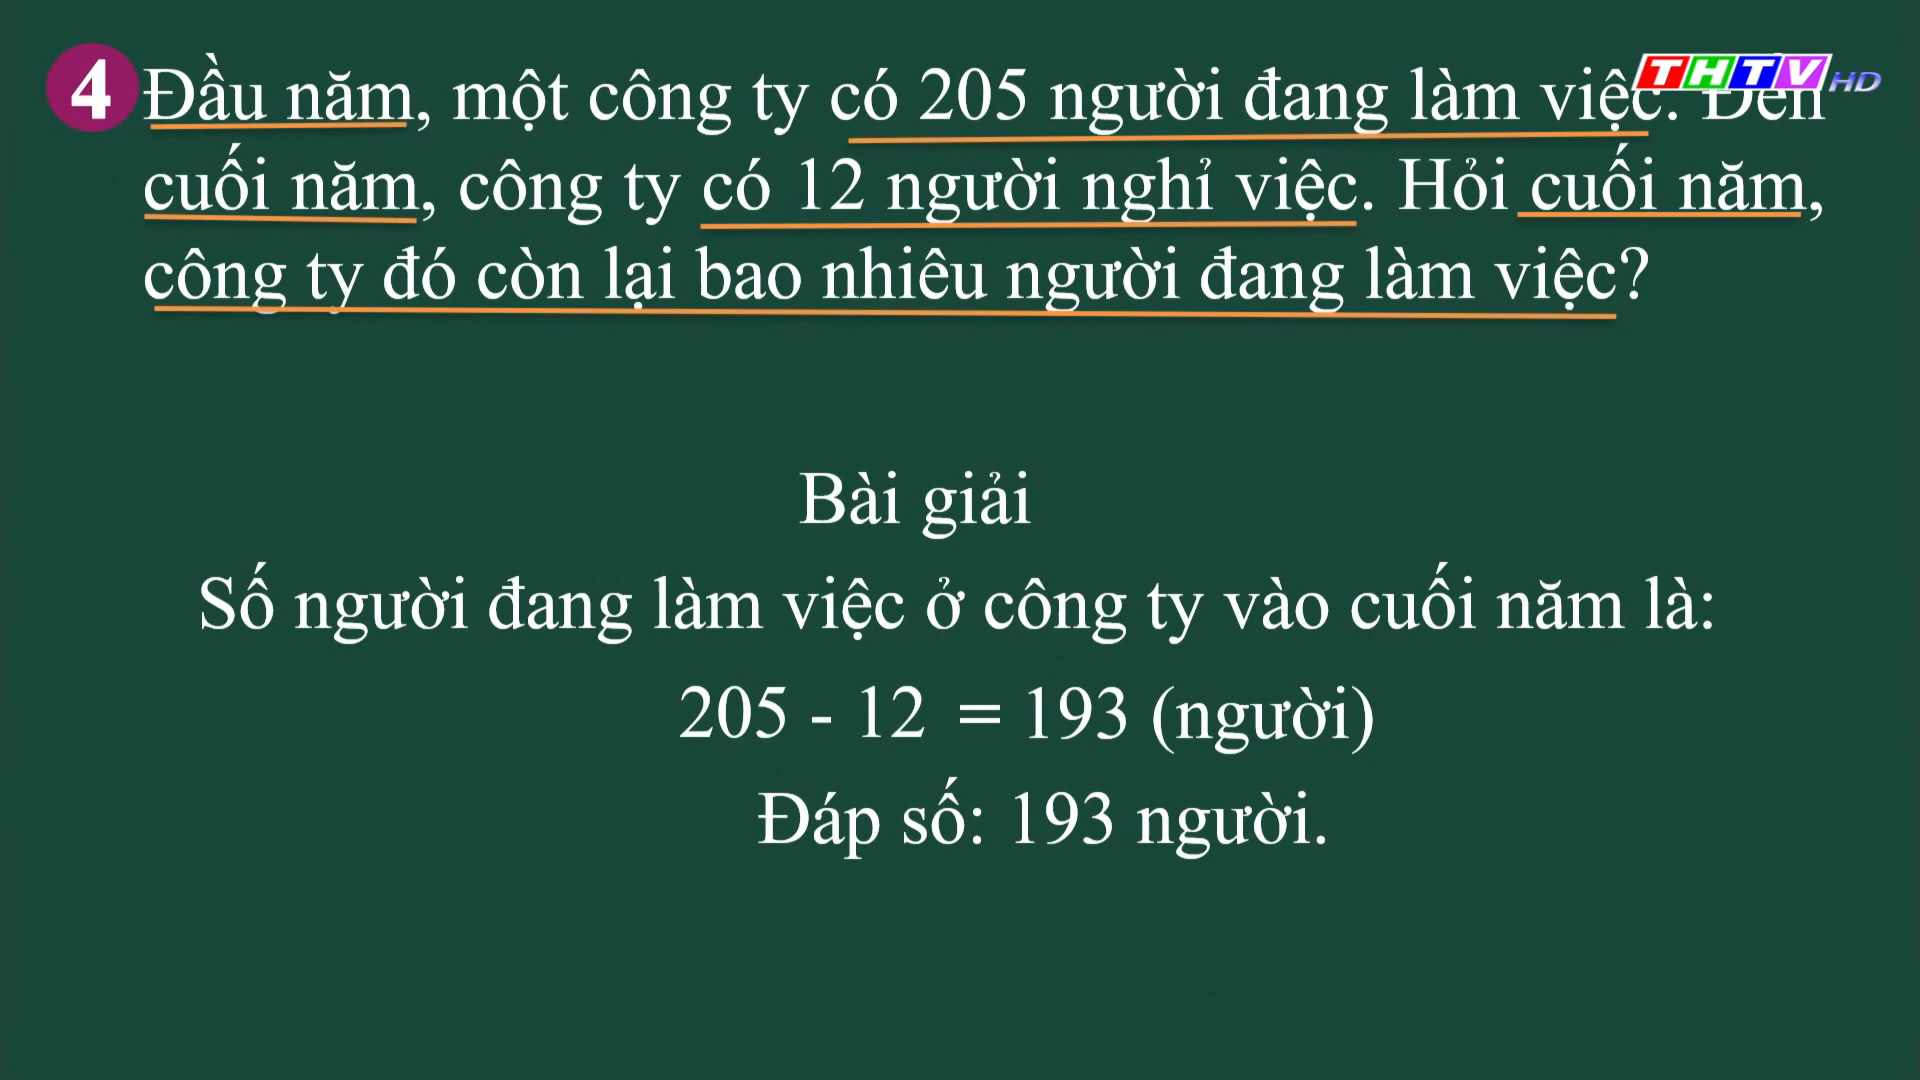 4 Đầu năm, một công ty có 205 người đang làm việc. Đến
THTV HD
cuối năm, công ty có 12 người nghỉ việc. Hỏi cuối năm,
công ty đó còn lại bao nhiêu người đang làm việc?
Bài giải
Số người đang làm việc ở công ty vào cuối năm là:
205 - 12 = 193 (người)
Đáp số: 193 người.